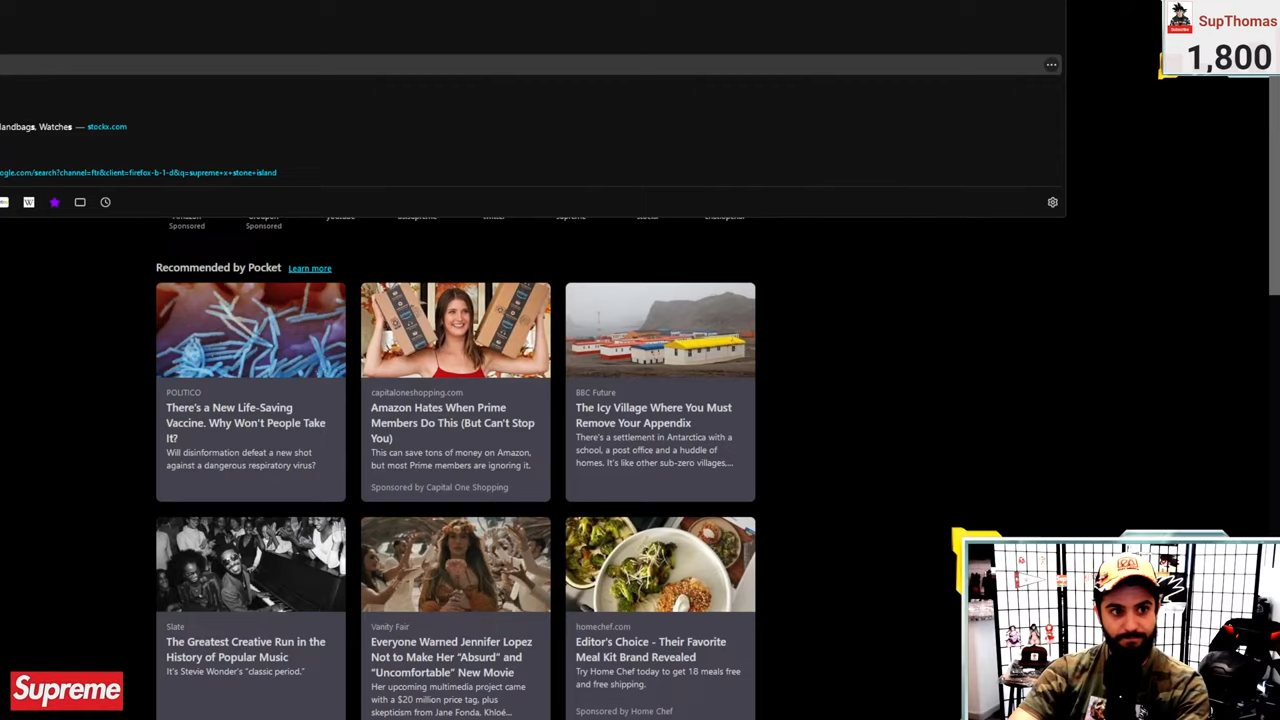 SupThomas
Subscribe
1,800
andbags, Watches — stockx.com
ogle.com/search?channel=ftr&client=firefox-b-1-d&q=supreme+x+stone+island
W
Sponsored
Sponsored
Recommended by Pocket Learn more
POLITICO
There's a New Life-Saving
Vaccine. Why Won't People Take
It?
Will disinformation defeat a new shot
against a dangerous respiratory virus?
capitaloneshopping.com
Amazon Hates When Prime
Members Do This (But Can't Stop
You)
This can save tons of money on Amazon,
but most Prime members are ignoring it.
Sponsored by Capital One Shopping
BBC Future
The Icy Village Where You Must
Remove Your Appendix
There's a settlement in Antarctica with a
school, a post office and a huddle of
homes. It's like other sub-zero villages,...
Slate
The Greatest Creative Run in the
History of Popular Music
It's Stevie Wonder's "classic period."
Vanity Fair
Everyone Warned Jennifer Lopez
Not to Make Her "Absurd" and
"Uncomfortable" New Movie
Her upcoming multimedia project came
with a $20 million price tag, plus
skepticism from Jane Fonda, Khloé...
homechef.com
Editor's Choice - Their Favorite
Meal Kit Brand Revealed
Try Home Chef today to get 18 meals free
and free shipping.
Sponsored by Home Chef
Supreme